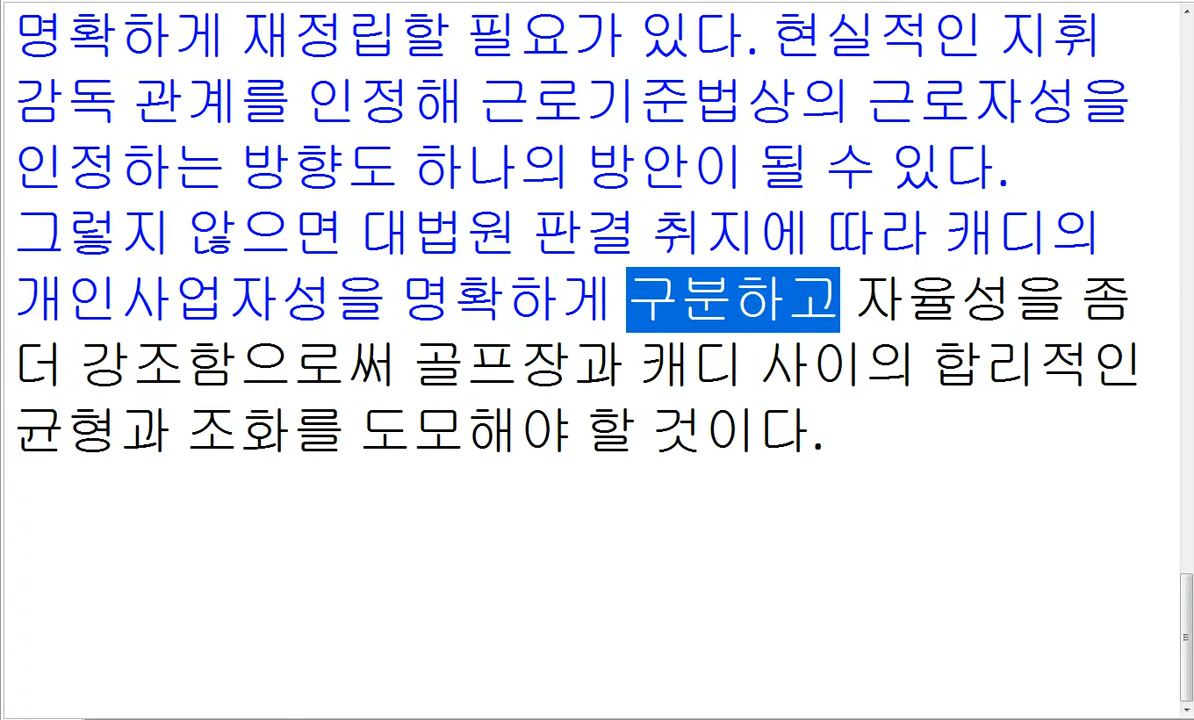 명확하게 재정립할 필요가 있다. 현실적인 지휘
감독 관계를 인정해 근로기준법상의 근로자성을
인정하는 방향도 하나의 방안이 될 수 있다.
그렇지 않으면 대법원 판결 취지에 따라 캐디의
개인사업자성을 명확하게 구분하고 자율성을 좀
더 강조함으로써 골프장과 캐디 사이의 합리적인
균형과 조화를 도모해야 할 것이다.